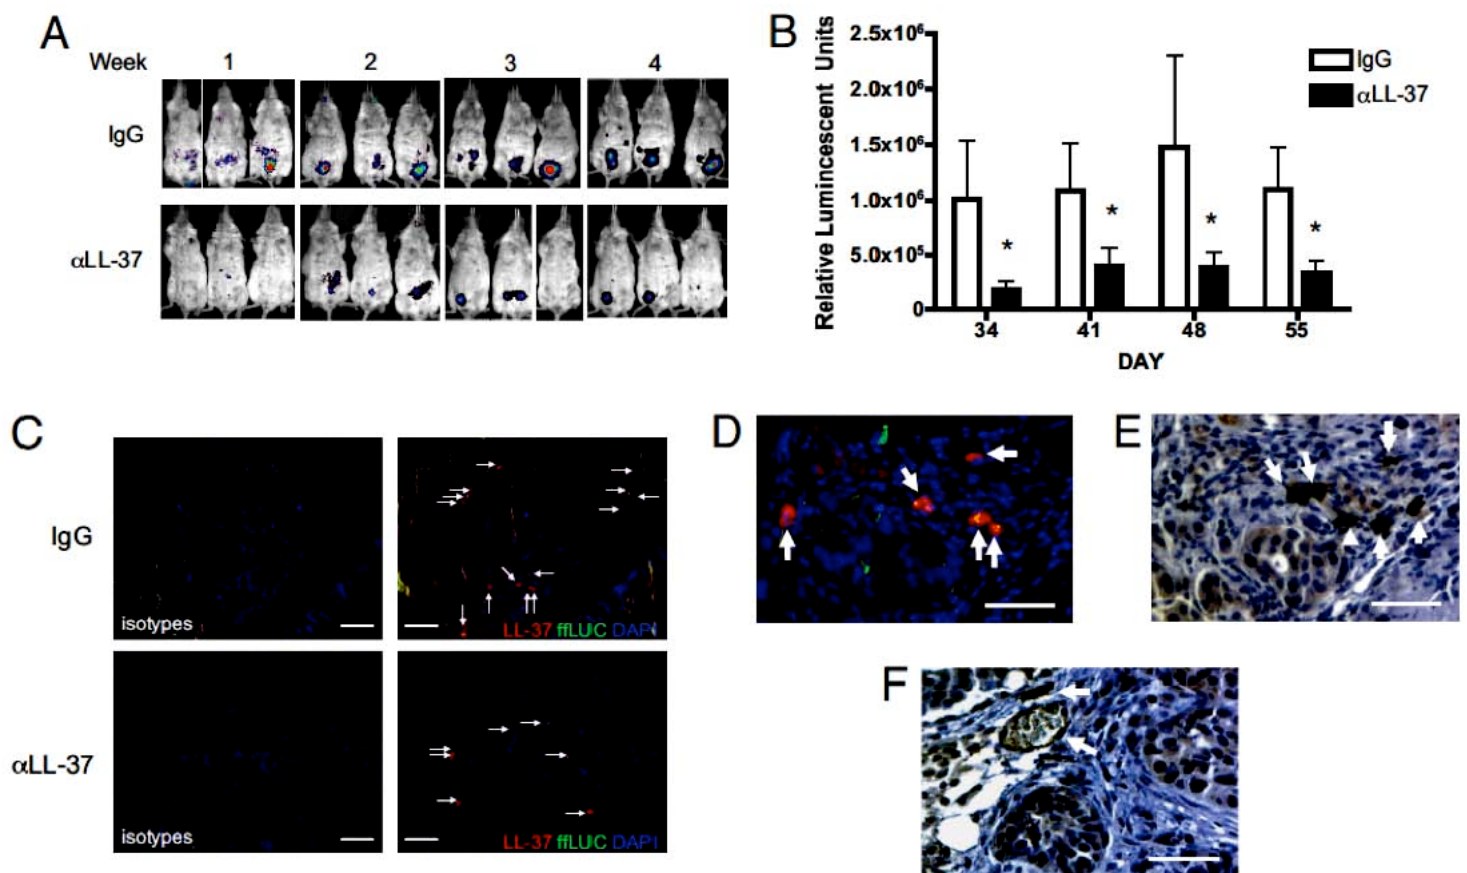 A
Week 1 2 3 4
IgG
αLL-37
B
Relative Luminescent Units
2.5x10⁶
2.0x10⁶
1.5x10⁶
1.0x10⁶
5.0x10⁵
0
IgG
αLL-37
* * * *
34 41 48 55
DAY
C
IgG
isotypes
LL-37 ffLUC DAPI
αLL-37
isotypes
LL-37 ffLUC DAPI
D
E
F